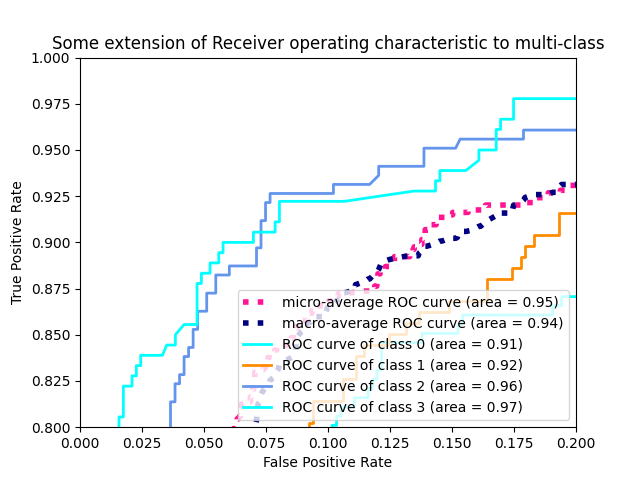 Some extension of Receiver operating characteristic to multi-class
1.000
0.975
0.950
0.925
0.900
0.875
0.850
0.825
0.800
True Positive Rate
micro-average ROC curve (area = 0.95)
macro-average ROC curve (area = 0.94)
ROC curve of class 0 (area = 0.91)
ROC curve of class 1 (area = 0.92)
ROC curve of class 2 (area = 0.96)
ROC curve of class 3 (area = 0.97)
0.000 0.025 0.050 0.075 0.100 0.125 0.150 0.175 0.200
False Positive Rate